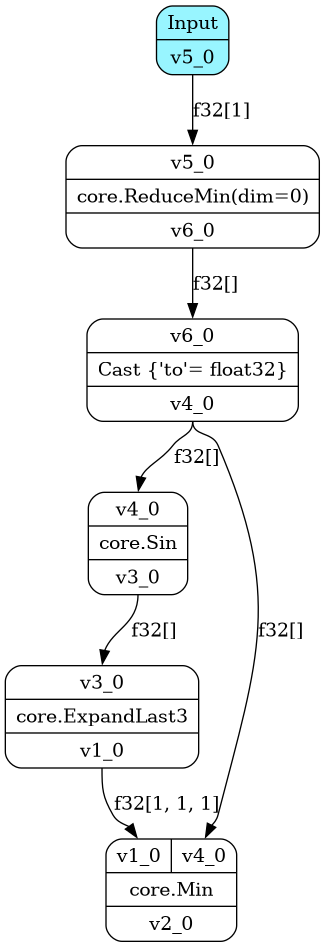 Input
v5_0
f32[1]
v5_0
core.ReduceMin(dim=0)
v6_0
f32[]
v6_0
Cast {'to'= float32}
v4_0
f32[]
v4_0
core.Sin
v3_0
f32[]
f32[]
v3_0
core.ExpandLast3
v1_0
f32[1, 1, 1]
v1_0 v4_0
core.Min
v2_0